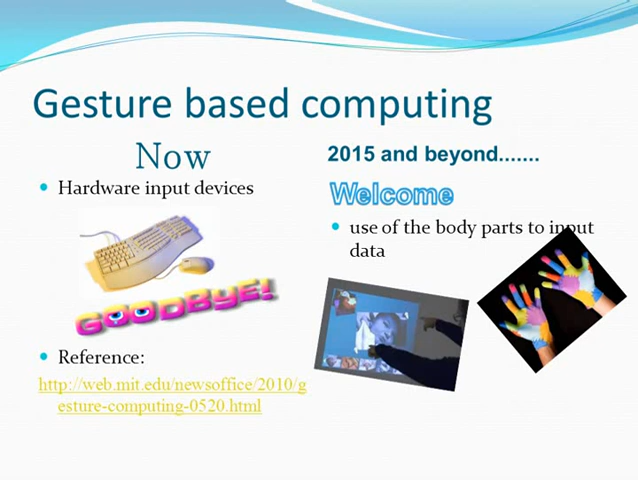 Gesture based computing
Now
• Hardware input devices
GOODBYE!
• Reference:
http://web.mit.edu/newsoffice/2010/g
esture-computing-0520.html
2015 and beyond.......
Welcome
• use of the body parts to input
data